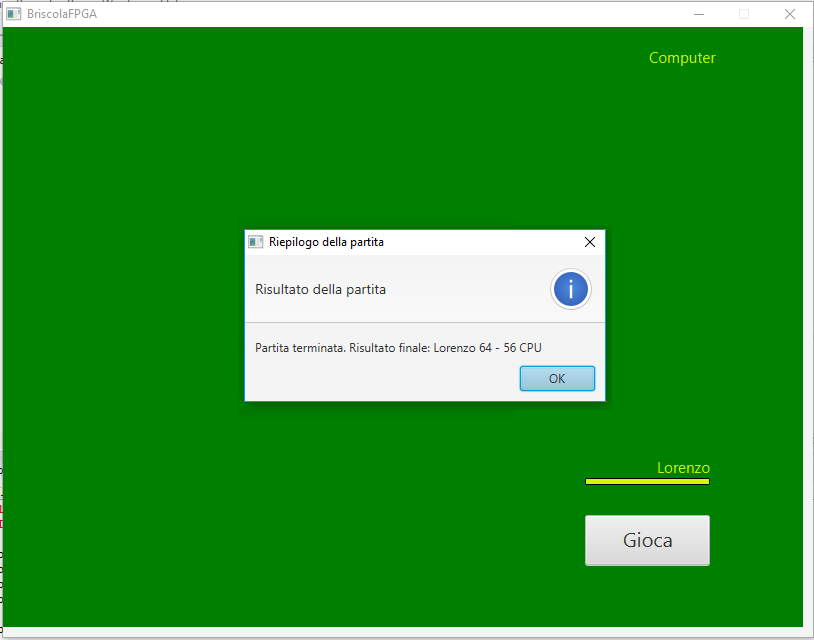 BriscolaFPGA
Computer
Riepilogo della partita
Risultato della partita
Partita terminata. Risultato finale: Lorenzo 64 - 56 CPU
OK
Lorenzo
Gioca